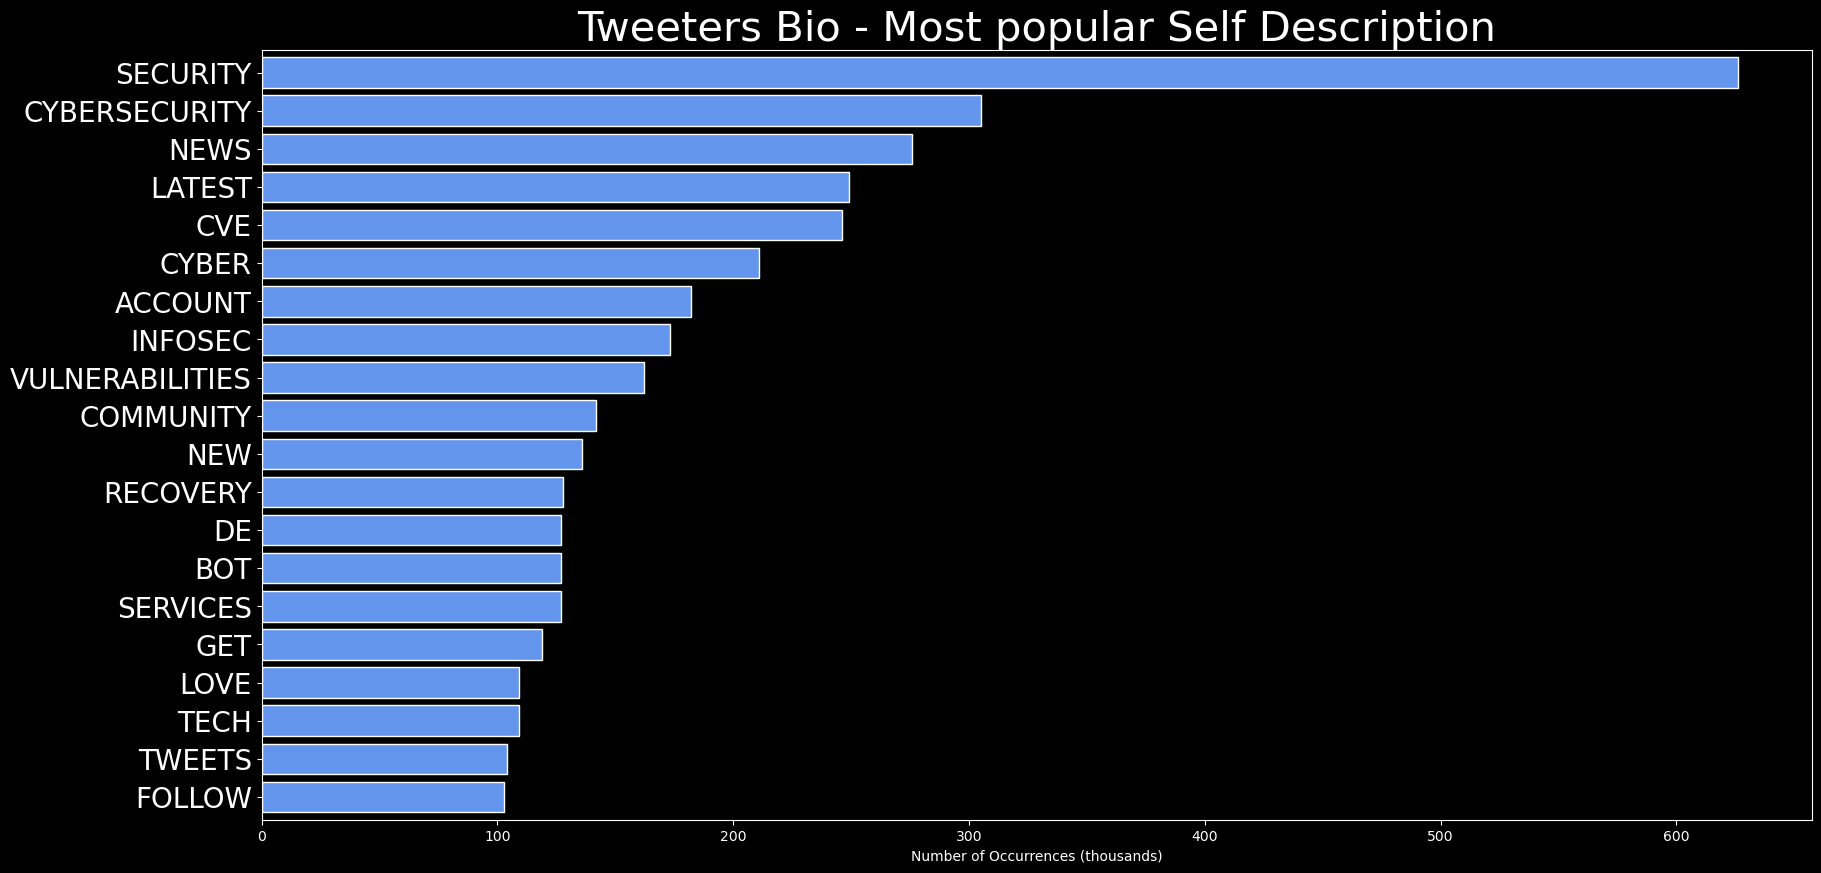 Tweeters Bio - Most popular Self Description
SECURITY
CYBERSECURITY
NEWS
LATEST
CVE
CYBER
ACCOUNT
INFOSEC
VULNERABILITIES
COMMUNITY
NEW
RECOVERY
DE
BOT
SERVICES
GET
LOVE
TECH
TWEETS
FOLLOW
0 100 200 300 400 500 600
Number of Occurrences (thousands)